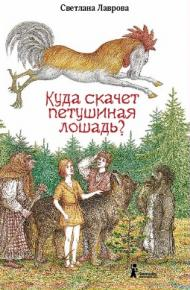 Светлана Лаврова
Куда скачет
петушиная
лошадь?